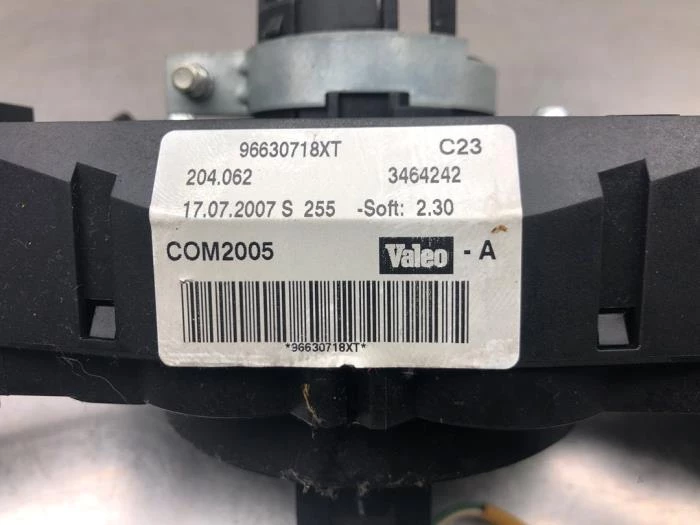 96630718XT C23
204.062 3464242
17.07.2007 S 255 -Soft: 2.30
COM2005 Valeo - A
*96630718XT*